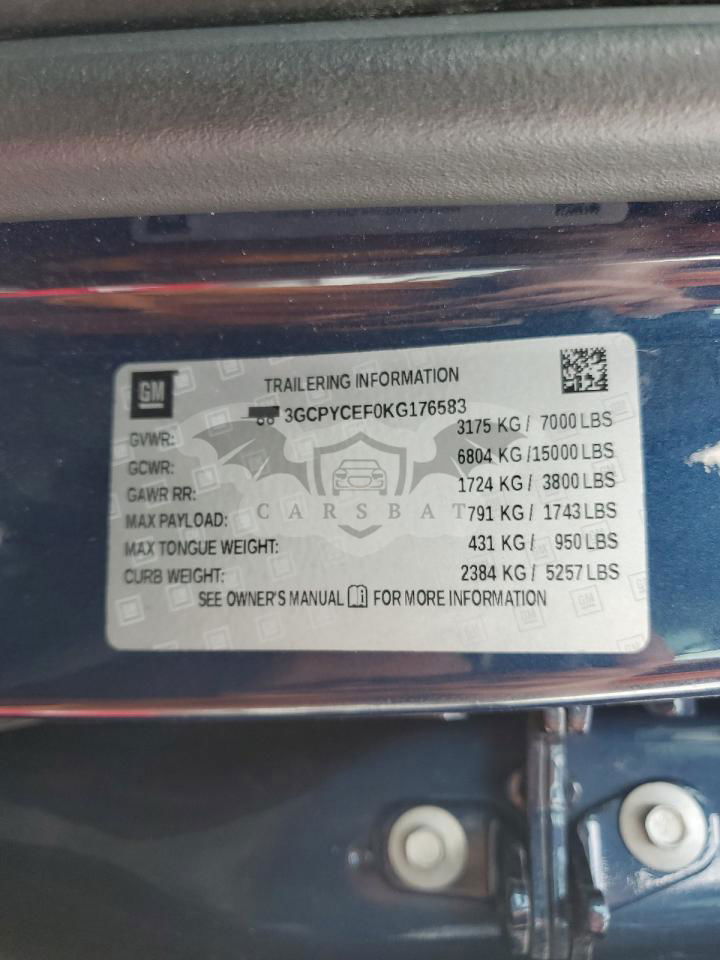 GM
TRAILERING INFORMATION
3GCPYCEF0KG176583
GVWR: 3175 KG / 7000 LBS
GCWR: 6804 KG /15000 LBS
GAWR RR: 1724 KG / 3800 LBS
MAX PAYLOAD: 791 KG / 1743 LBS
MAX TONGUE WEIGHT: 431 KG / 950 LBS
CURB WEIGHT: 2384 KG / 5257 LBS
SEE OWNER'S MANUAL FOR MORE INFORMATION
CARSBAT